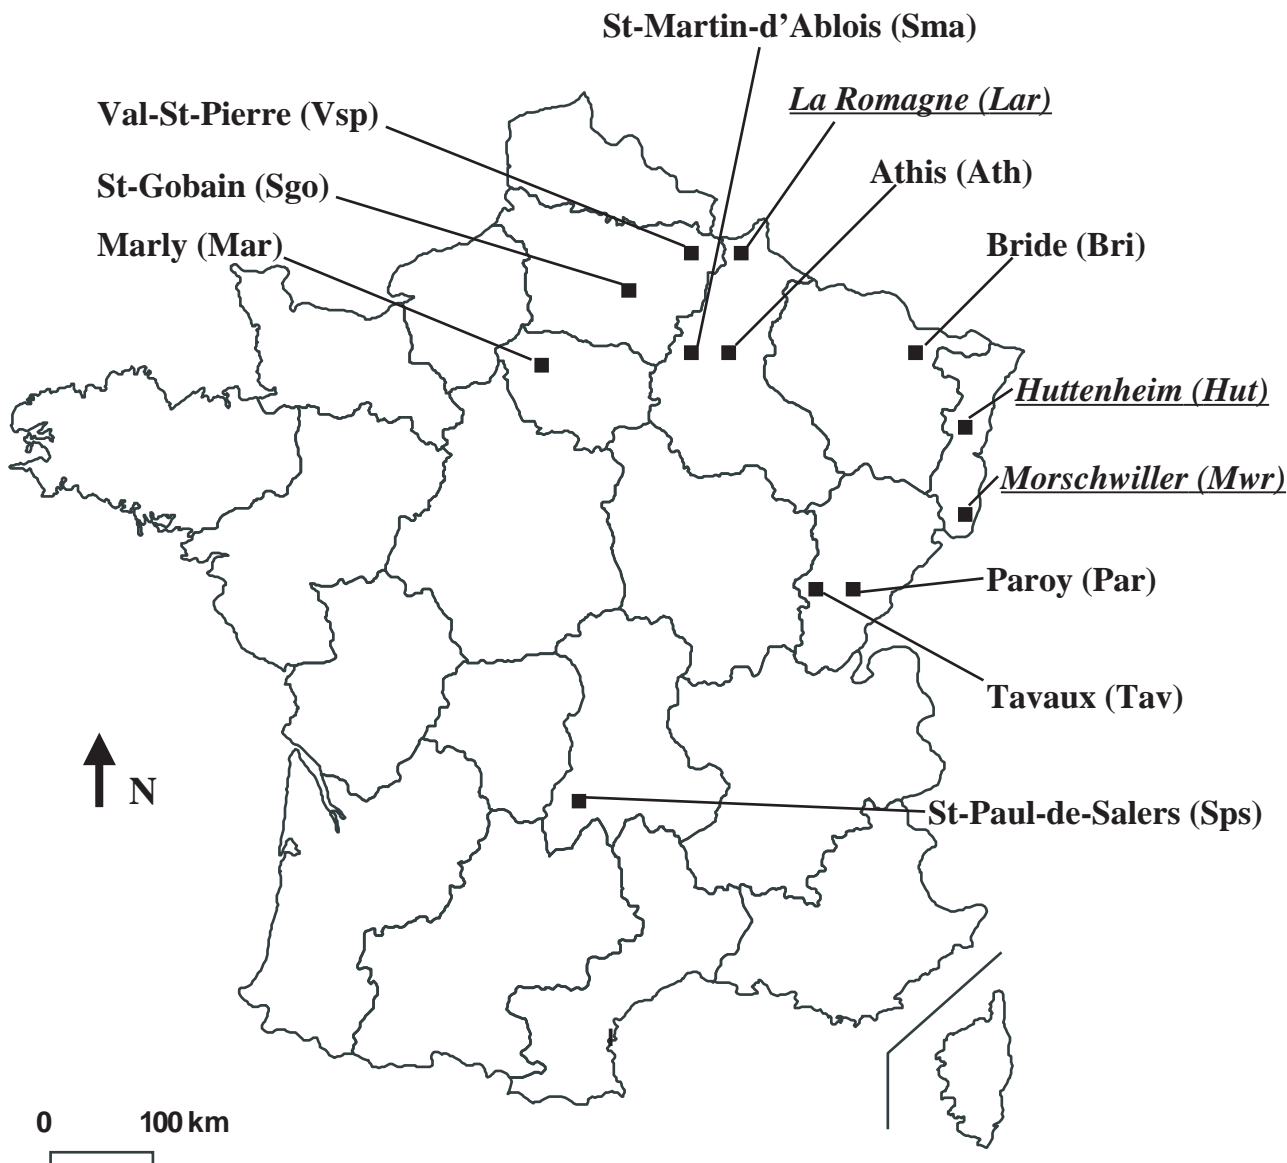 St-Martin-d’Ablois (Sma)
La Romagne (Lar)
Val-St-Pierre (Vsp)
Athis (Ath)
St-Gobain (Sgo)
Marly (Mar)
Bride (Bri)
Huttenheim (Hut)
Morschwiller (Mwr)
Paroy (Par)
Tavaux (Tav)
N
St-Paul-de-Salers (Sps)
0 100 km